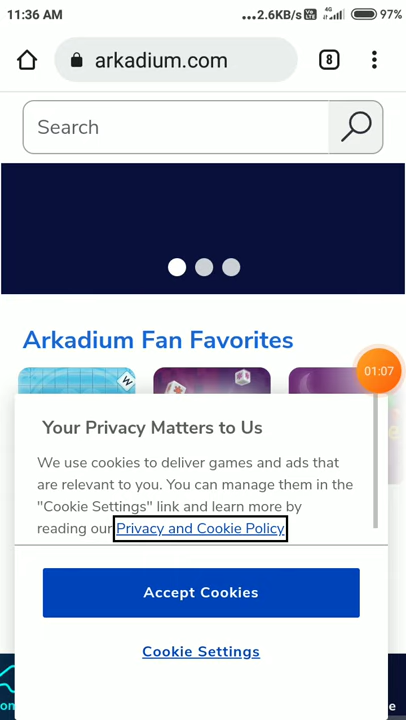 11:36 AM ...2.6KB/s 4G 97%
arkadium.com 8
Search
Arkadium Fan Favorites
W
01:07
Your Privacy Matters to Us
We use cookies to deliver games and ads that
are relevant to you. You can manage them in the
"Cookie Settings" link and learn more by
reading our Privacy and Cookie Policy
Accept Cookies
Cookie Settings